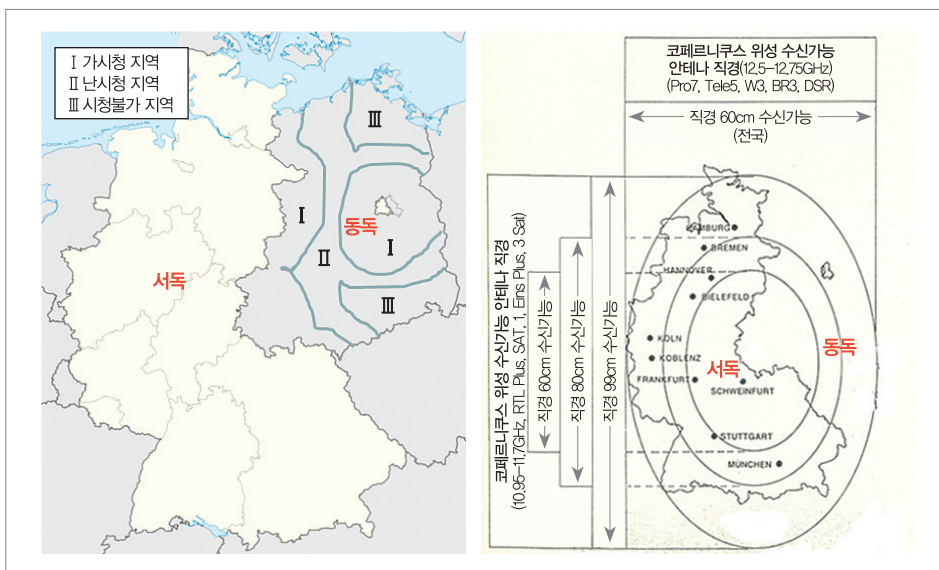 Ⅰ 가시청 지역
Ⅱ 난시청 지역
Ⅲ 시청불가 지역
Ⅲ
Ⅰ
동독
Ⅱ
Ⅰ
서독
Ⅲ
코페르니쿠스 위성 수신가능
안테나 직경(12.5-12.75GHz)
(Pro7, Tele5, W3, BR3, DSR)
직경 60cm 수신가능
(전국)
코페르니쿠스 위성 수신가능 안테나 직경
(10.95-11.7GHz, RTL Plus, SAT, 1, Eins Plus, 3 Sat)
직경 60cm 수신가능
직경 80cm 수신가능
직경 99cm 수신가능
HAMBURG
BREMEN
HANNOVER
BIELEFELD
KÖLN
동독
KOBLENZ
서독
FRANKFURT
SCHWEINFURT
STUTTGART
MÜNCHEN